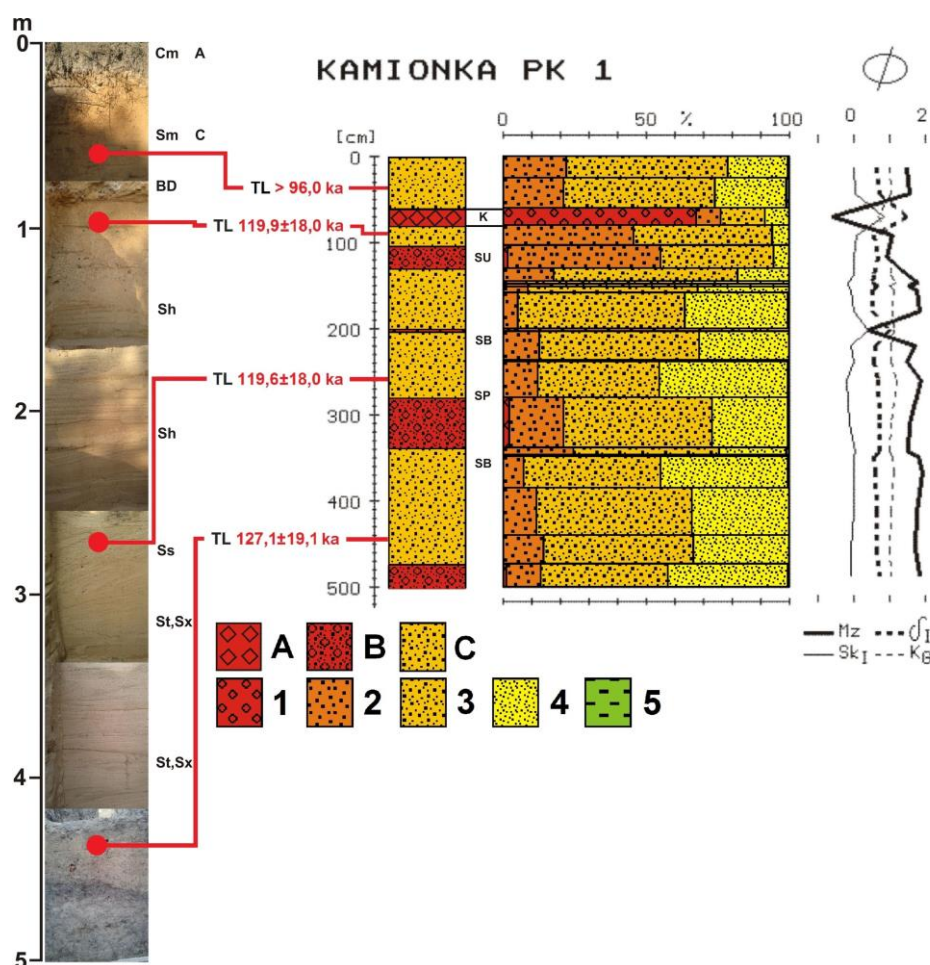 m
0
1
2
3
4
5
Cm A
Sm C
BD
Sh
Sh
Ss
St,Sx
St,Sx
KAMIONKA PK 1
TL > 96,0 ka
TL 119,9±18,0 ka
TL 119,6±18,0 ka
TL 127,1±19,1 ka
[cm]
0
100
200
300
400
500
K
SU
SB
SP
SB
0 50 % 100
0 2
Mz
Sk I
A B C
1 2 3 4 5